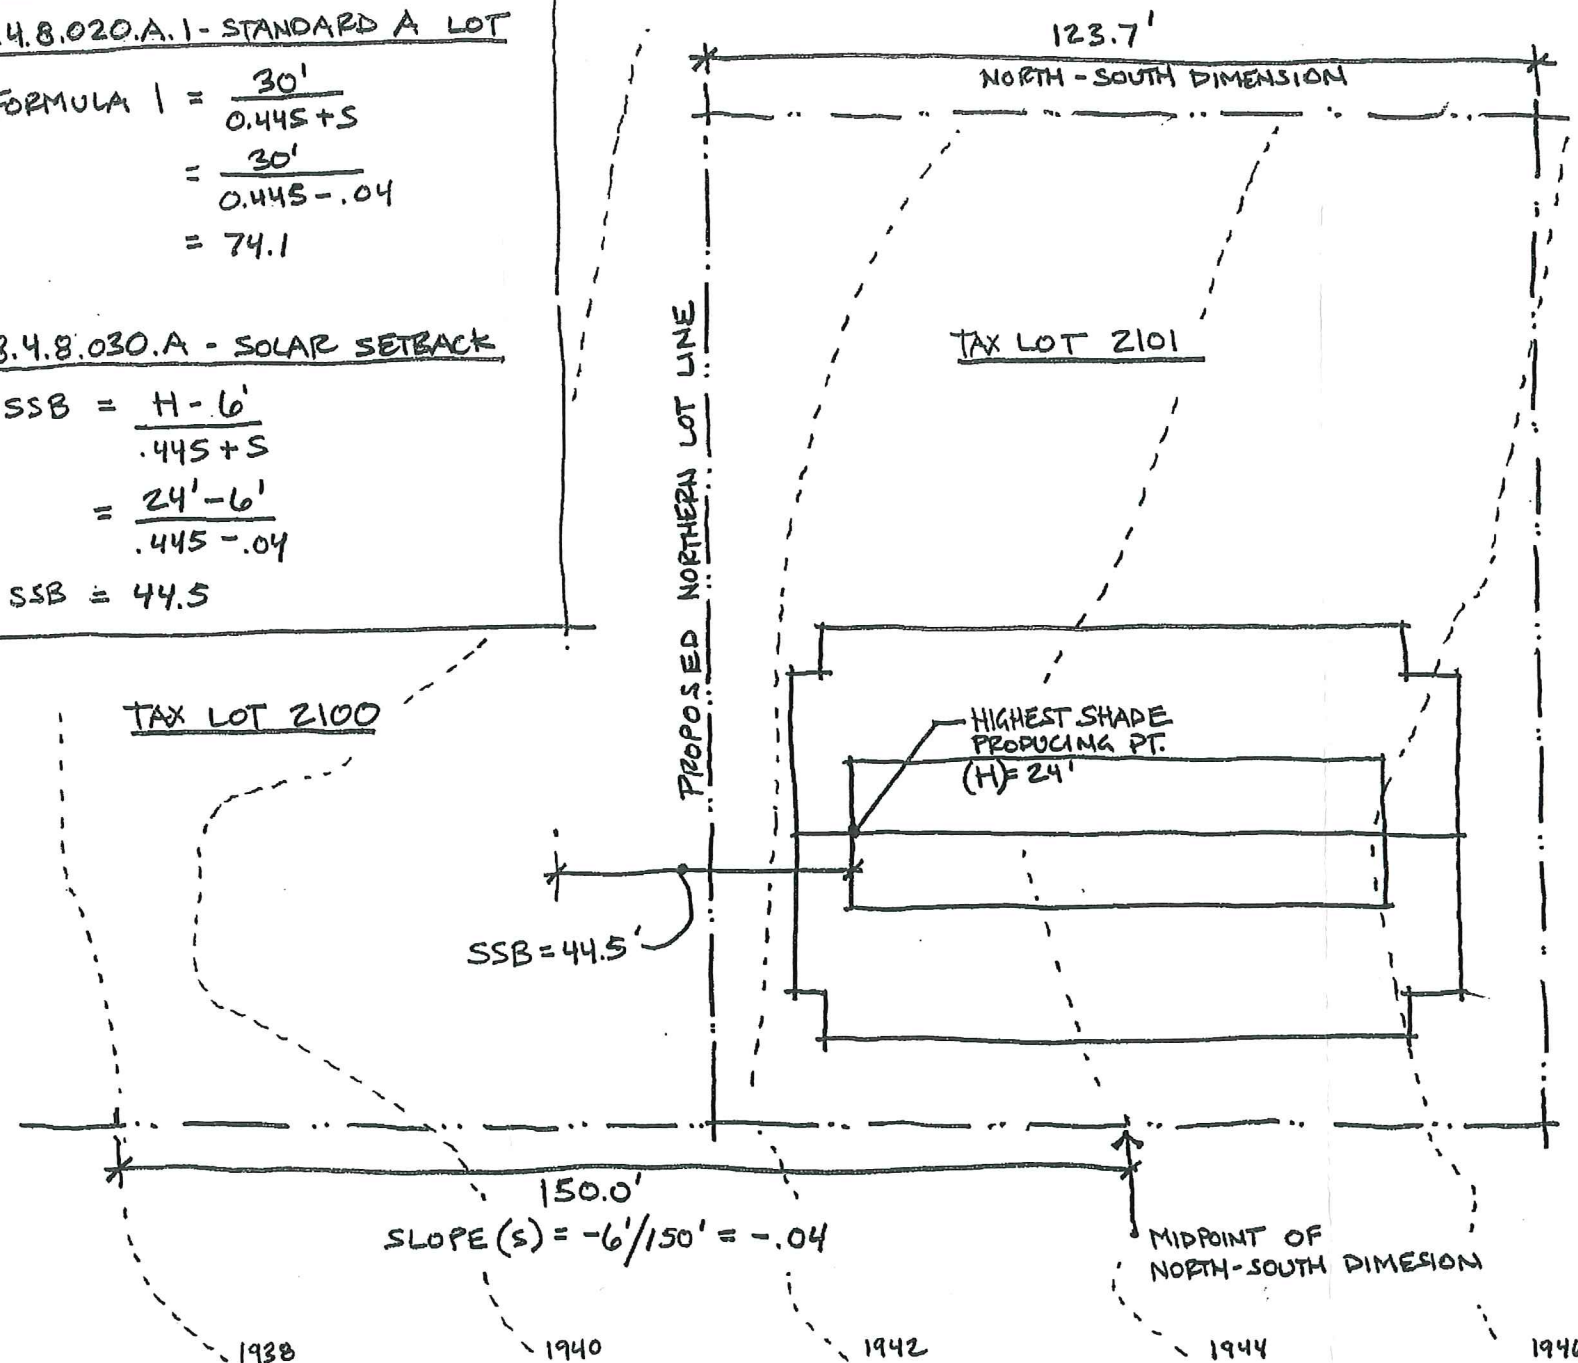 .4.8.020.A.1 - STANDARD A LOT
FORMULA 1 = 30' / 0.445 + S
= 30' / 0.445 - .04
= 74.1
3.4.8.030.A - SOLAR SETBACK
SSB = H - 6' / .445 + S
= 24' - 6' / .445 - .04
SSB = 44.5
123.7'
NORTH - SOUTH DIMENSION
PROPOSED NORTHERN LOT LINE
TAX LOT 2101
TAX LOT 2100
HIGHEST SHADE
PRODUCING PT.
(H) = 24'
SSB = 44.5'
150.0'
SLOPE (S) = -6'/150' = -.04
MIDPOINT OF
NORTH-SOUTH DIMESION
1938
1940
1942
1944